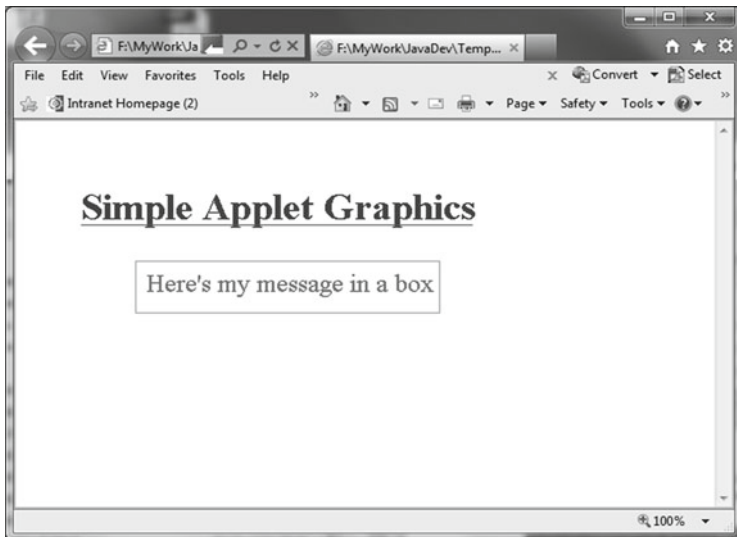 F:\MyWork\Ja
F:\MyWork\JavaDev\Temp...
File Edit View Favorites Tools Help
x Convert Select
Intranet Homepage (2)
» Page Safety Tools »
Simple Applet Graphics
Here's my message in a box
100%